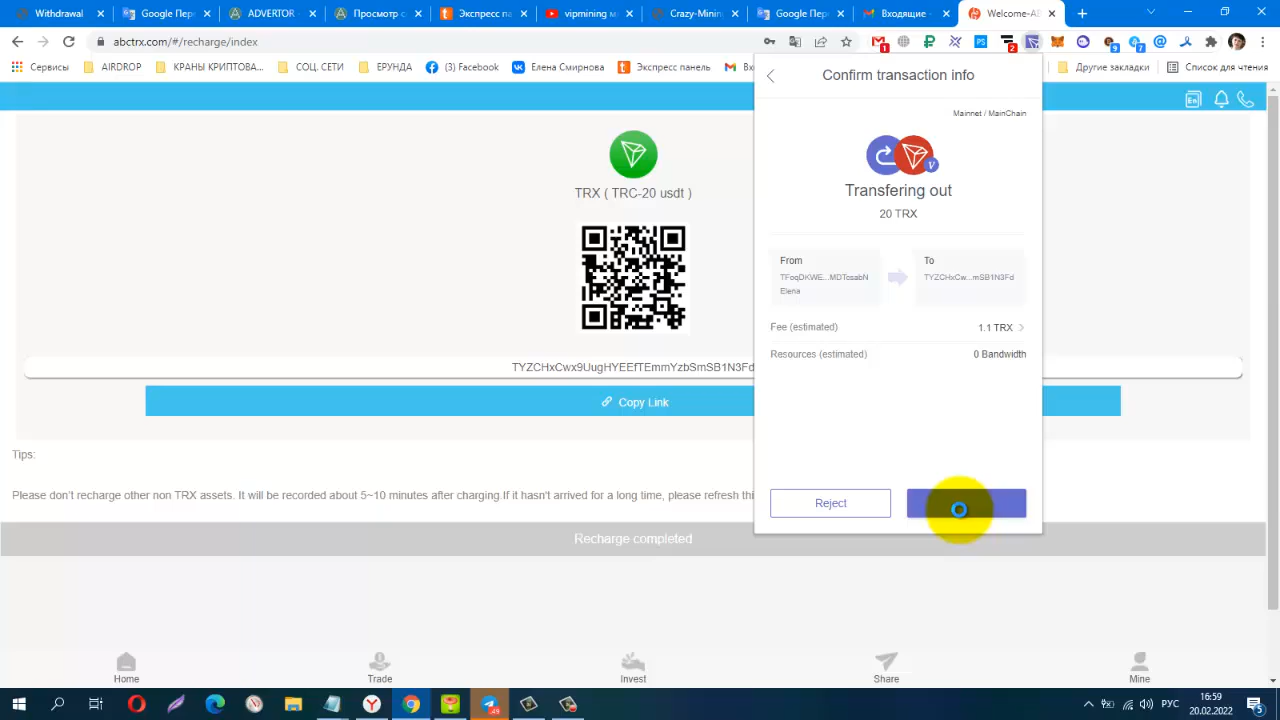 Withdrawal
Google Пер
ADVERTOR -
Просмотр с
Экспресс па
vipmining м
Crazy-Minin
Google Пер
Входящие -
Welcome-AB
abctrx.com/#/recharge/index
Сервисы
AIRDROP
КРАНЫ КРИПТОВА...
СОЦ. СЕТИ
ЕРУНДА
(3) Facebook
Елена Смирнова
Экспресс панель
Другие закладки
Список для чтения
Confirm transaction info
Mainnet / MainChain
TRX ( TRC-20 usdt )
Transfering out
20 TRX
From
To
TFoqDKWE...MDTcsabN
TYZCHxCw...mSB1N3Fd
Elena
Fee (estimated)
1.1 TRX
Resources (estimated)
0 Bandwidth
TYZCHxCwx9UugHYEEfTEmmYzbSmSB1N3Fd
Copy Link
Tips:
Please don't recharge other non TRX assets. It will be recorded about 5~10 minutes after charging.If it hasn't arrived for a long time, please refresh thi
Reject
Recharge completed
Home
Trade
Invest
Share
Mine
РУС
16:59
20.02.2022